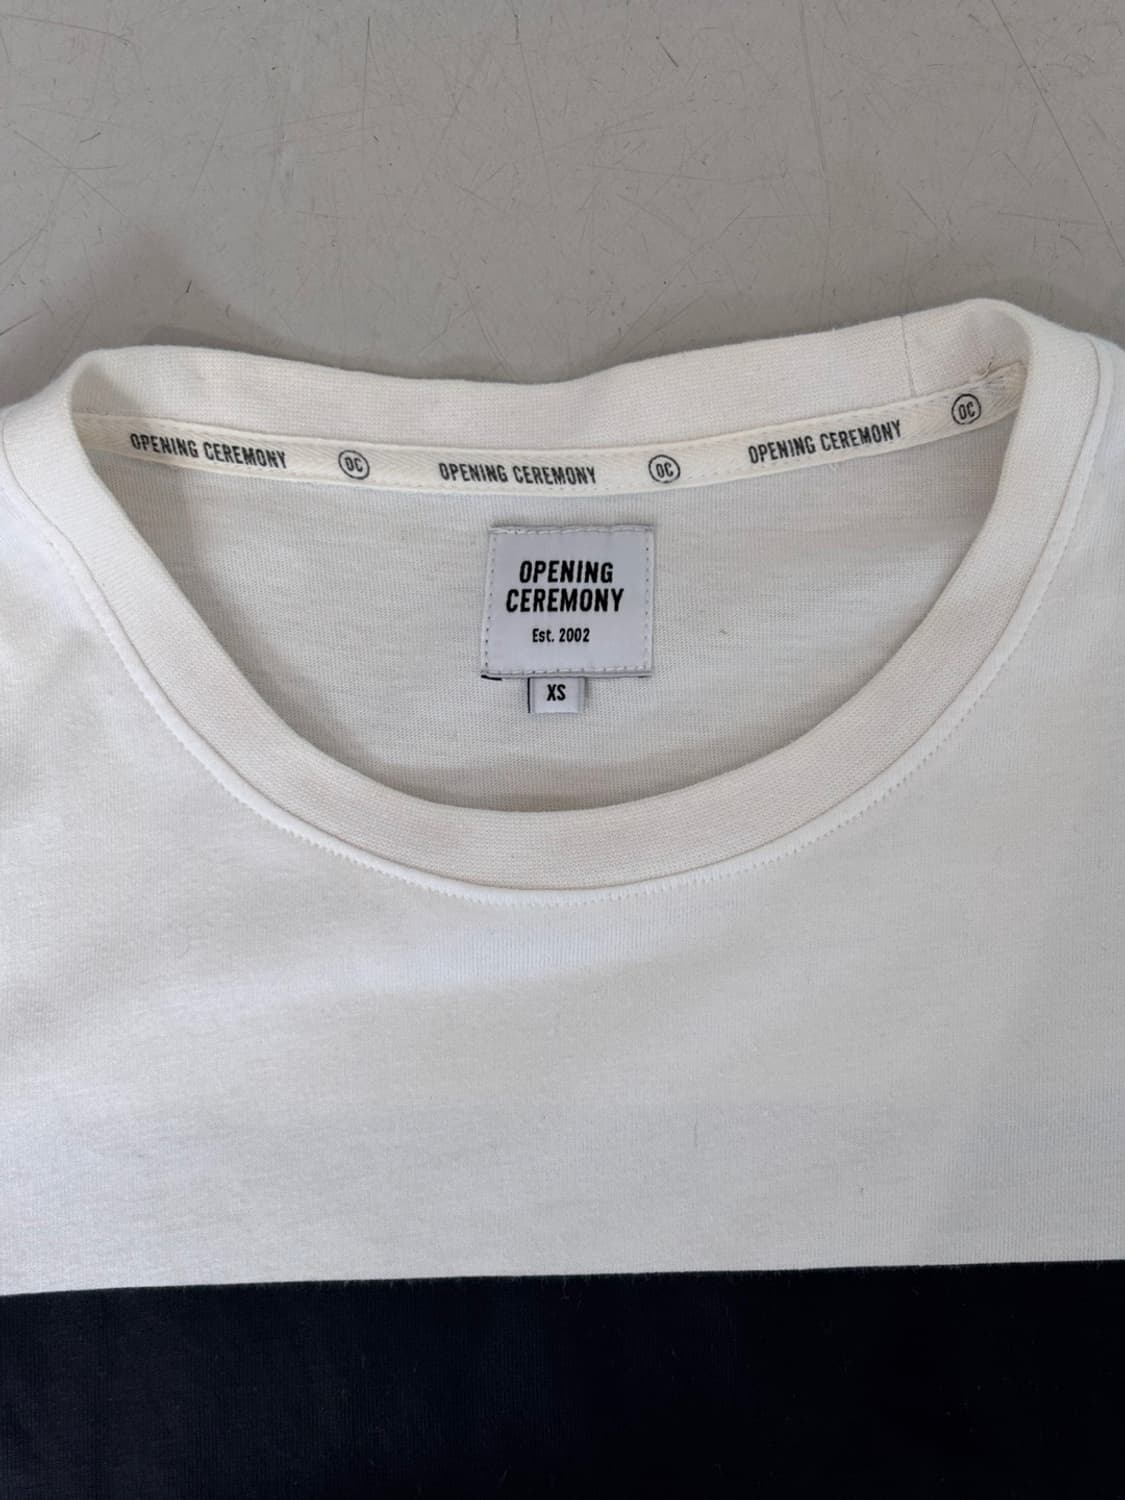 OPENING CEREMONY OC OPENING CEREMONY OC OPENING CEREMONY OC
OPENING
CEREMONY
Est. 2002
XS